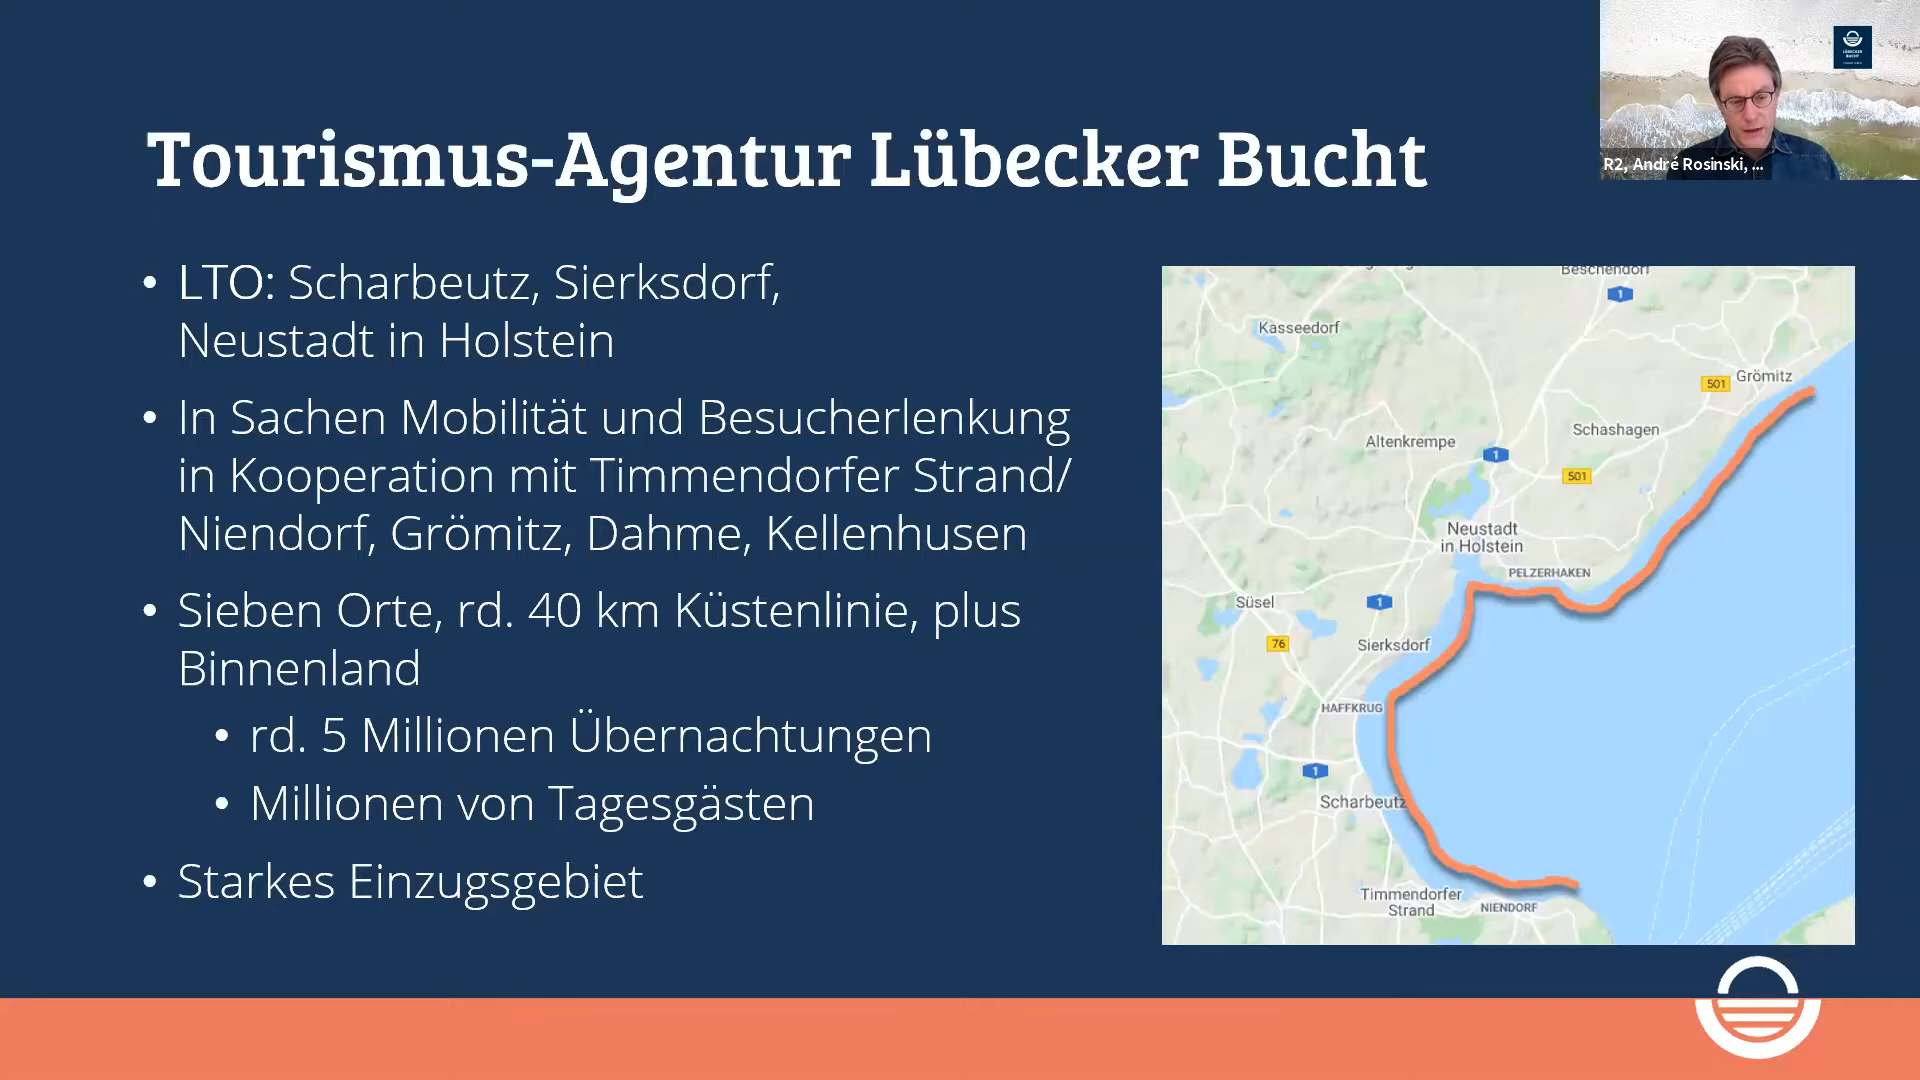 Tourismus-Agentur Lübecker Bucht
R2, André Rosinski, ...
LÜBECKER
BUCHT
• LTO: Scharbeutz, Sierksdorf,
Neustadt in Holstein
• In Sachen Mobilität und Besucherlenkung
in Kooperation mit Timmendorfer Strand/
Niendorf, Grömitz, Dahme, Kellenhusen
• Sieben Orte, rd. 40 km Küstenlinie, plus
Binnenland
• rd. 5 Millionen Übernachtungen
• Millionen von Tagesgästen
• Starkes Einzugsgebiet
Beschendorf
1
Kasseedorf
501
Grömitz
Schashagen
Altenkrempe
1
501
Neustadt
in Holstein
PELZERHAKEN
Süsel
1
76
Sierksdorf
HAFFKRUG
1
Scharbeutz
Timmendorfer
Strand
NIENDORF